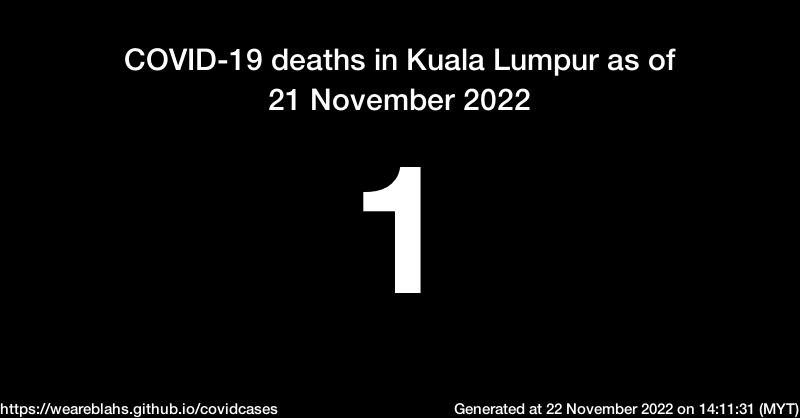 COVID-19 deaths in Kuala Lumpur as of
21 November 2022
1
https://weareblahs.github.io/covidcases
Generated at 22 November 2022 on 14:11:31 (MYT)